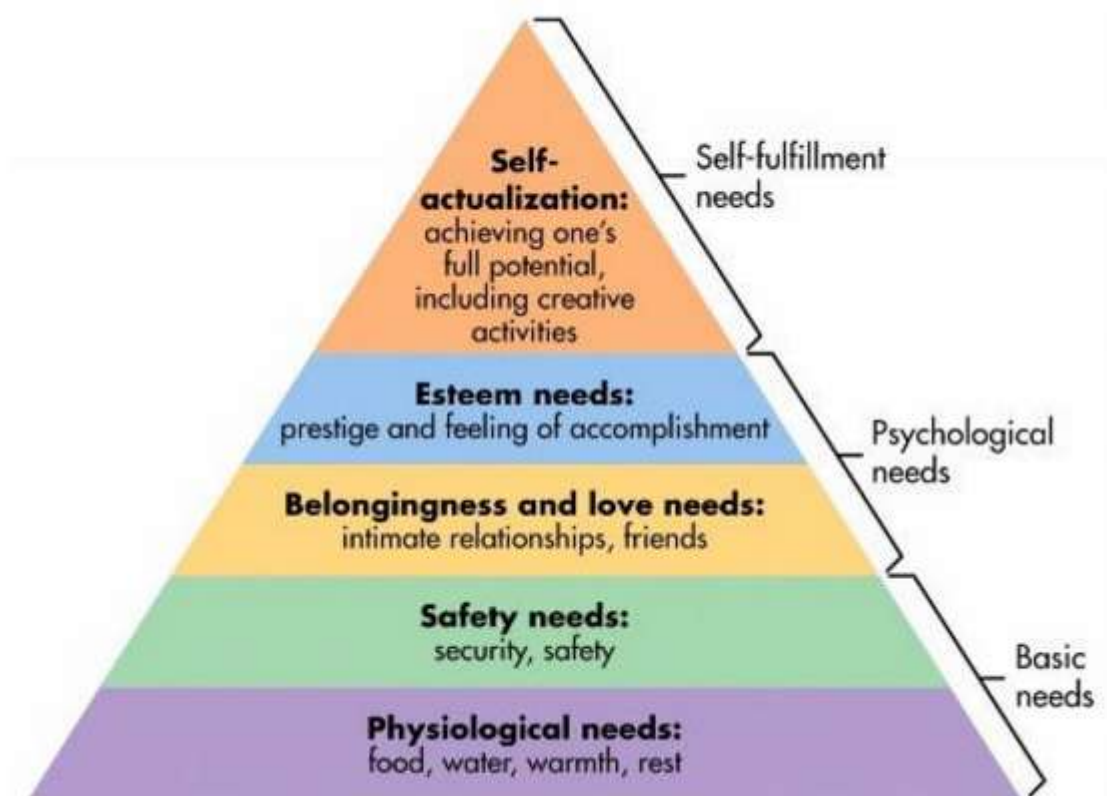 Self-
actualization:
achieving one's
full potential,
including creative
activities
Self-fulfillment
needs
Esteem needs:
prestige and feeling of accomplishment
Psychological
needs
Belongingness and love needs:
intimate relationships, friends
Safety needs:
security, safety
Basic
needs
Physiological needs:
food, water, warmth, rest